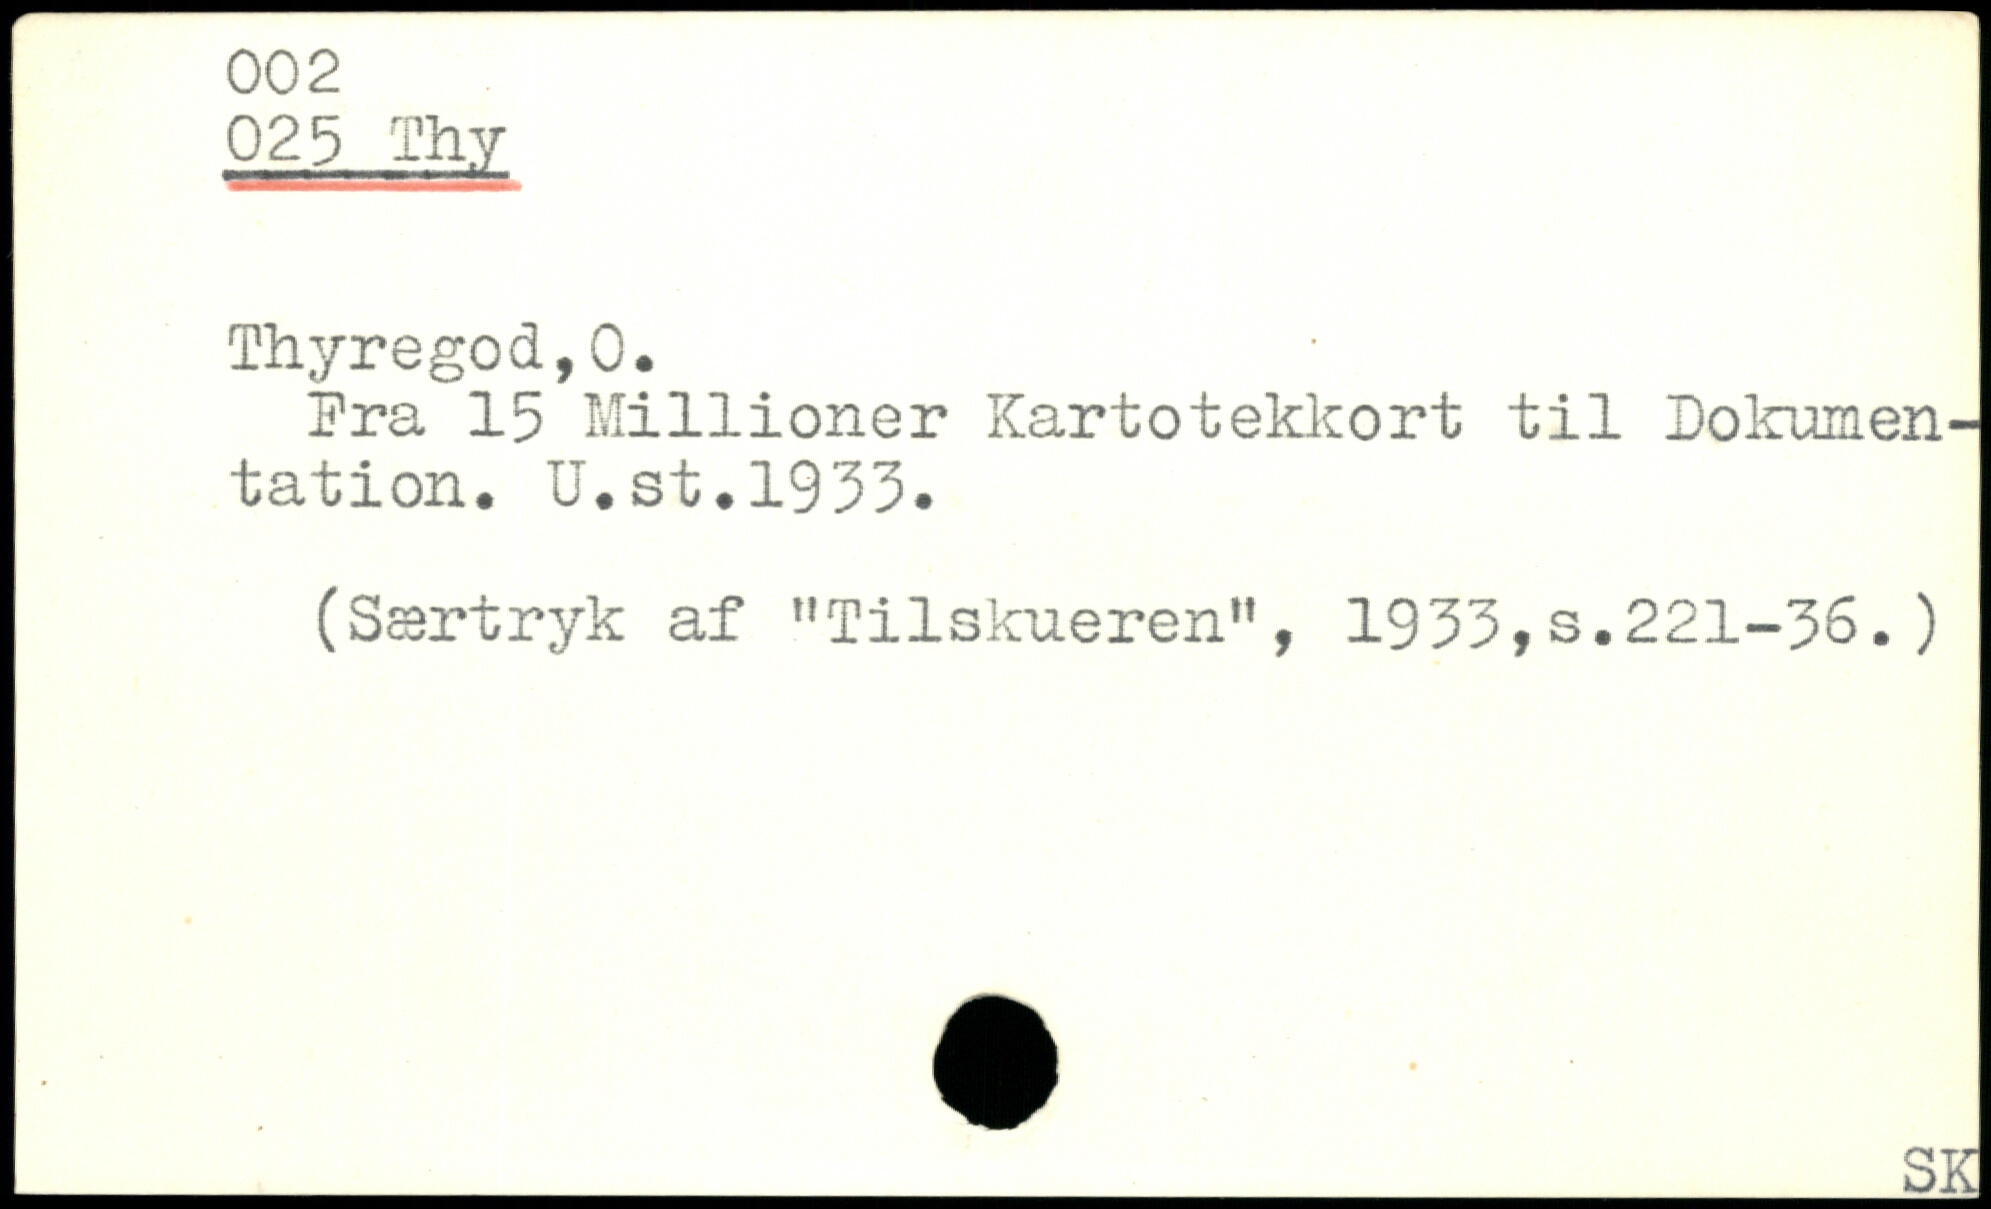 002
025 Thy
Thyregod,O.
Fra 15 Millioner Kartotekkort til Dokumen-
tation. U.st.1933.
(Særtryk af "Tilskueren", 1933,s.221-36.)
SK